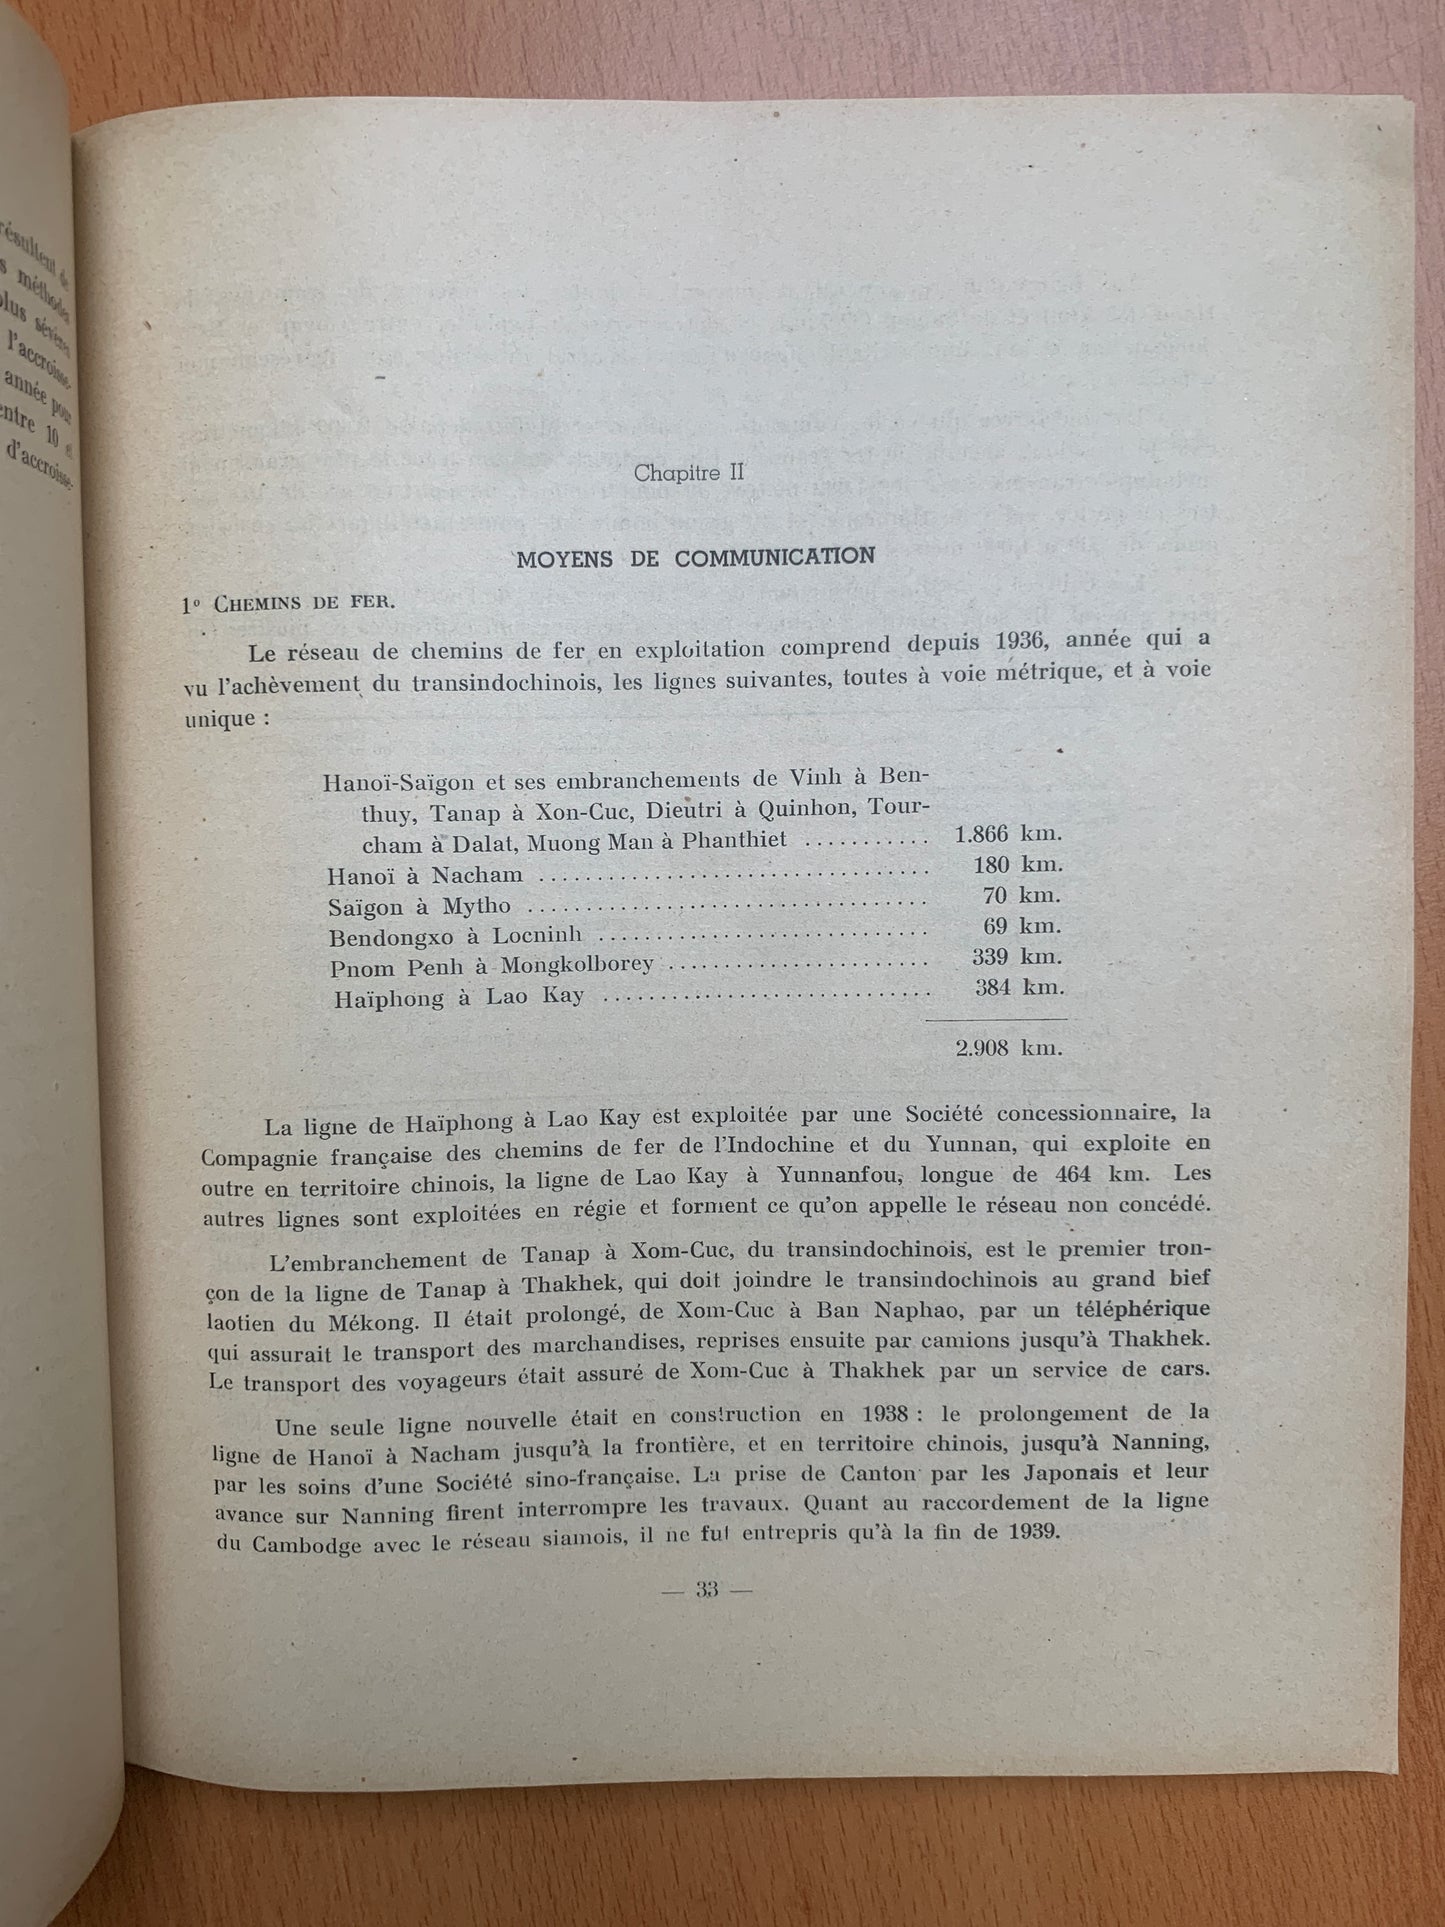 résultent de
méthodes
plus sévères
l'accroisse-
année pour
entre 10 et
d'accroisse-
Chapitre II
MOYENS DE COMMUNICATION
1º CHEMINS DE FER.
Le réseau de chemins de fer en exploitation comprend depuis 1936, année qui a
vu l'achèvement du transindochinois, les lignes suivantes, toutes à voie métrique, et à voie
unique :
Hanoï-Saïgon et ses embranchements de Vinh à Ben-
thuy, Tanap à Xon-Cuc, Dieutri à Quinhon, Tour-
cham à Dalat, Muong Man à Phanthiet ........... 1.866 km.
Hanoï à Nacham .................................. 180 km.
Saïgon à Mytho .................................. 70 km.
Bendongxo à Locninh ............................. 69 km.
Pnom Penh à Mongkolborey ....................... 339 km.
Haïphong à Lao Kay ............................. 384 km.
2.908 km.
La ligne de Haïphong à Lao Kay est exploitée par une Société concessionnaire, la
Compagnie française des chemins de fer de l'Indochine et du Yunnan, qui exploite en
outre en territoire chinois, la ligne de Lao Kay à Yunnanfou, longue de 464 km. Les
autres lignes sont exploitées en régie et forment ce qu'on appelle le réseau non concédé.
L'embranchement de Tanap à Xom-Cuc, du transindochinois, est le premier tron-
çon de la ligne de Tanap à Thakhek, qui doit joindre le transindochinois au grand bief
laotien du Mékong. Il était prolongé, de Xom-Cuc à Ban Naphao, par un téléphérique
qui assurait le transport des marchandises, reprises ensuite par camions jusqu'à Thakhek.
Le transport des voyageurs était assuré de Xom-Cuc à Thakhek par un service de cars.
Une seule ligne nouvelle était en construction en 1938 : le prolongement de la
ligne de Hanoï à Nacham jusqu'à la frontière, et en territoire chinois, jusqu'à Nanning,
par les soins d'une Société sino-française. La prise de Canton par les Japonais et leur
avance sur Nanning firent interrompre les travaux. Quant au raccordement de la ligne
du Cambodge avec le réseau siamois, il ne fut entrepris qu'à la fin de 1939.
— 33 —